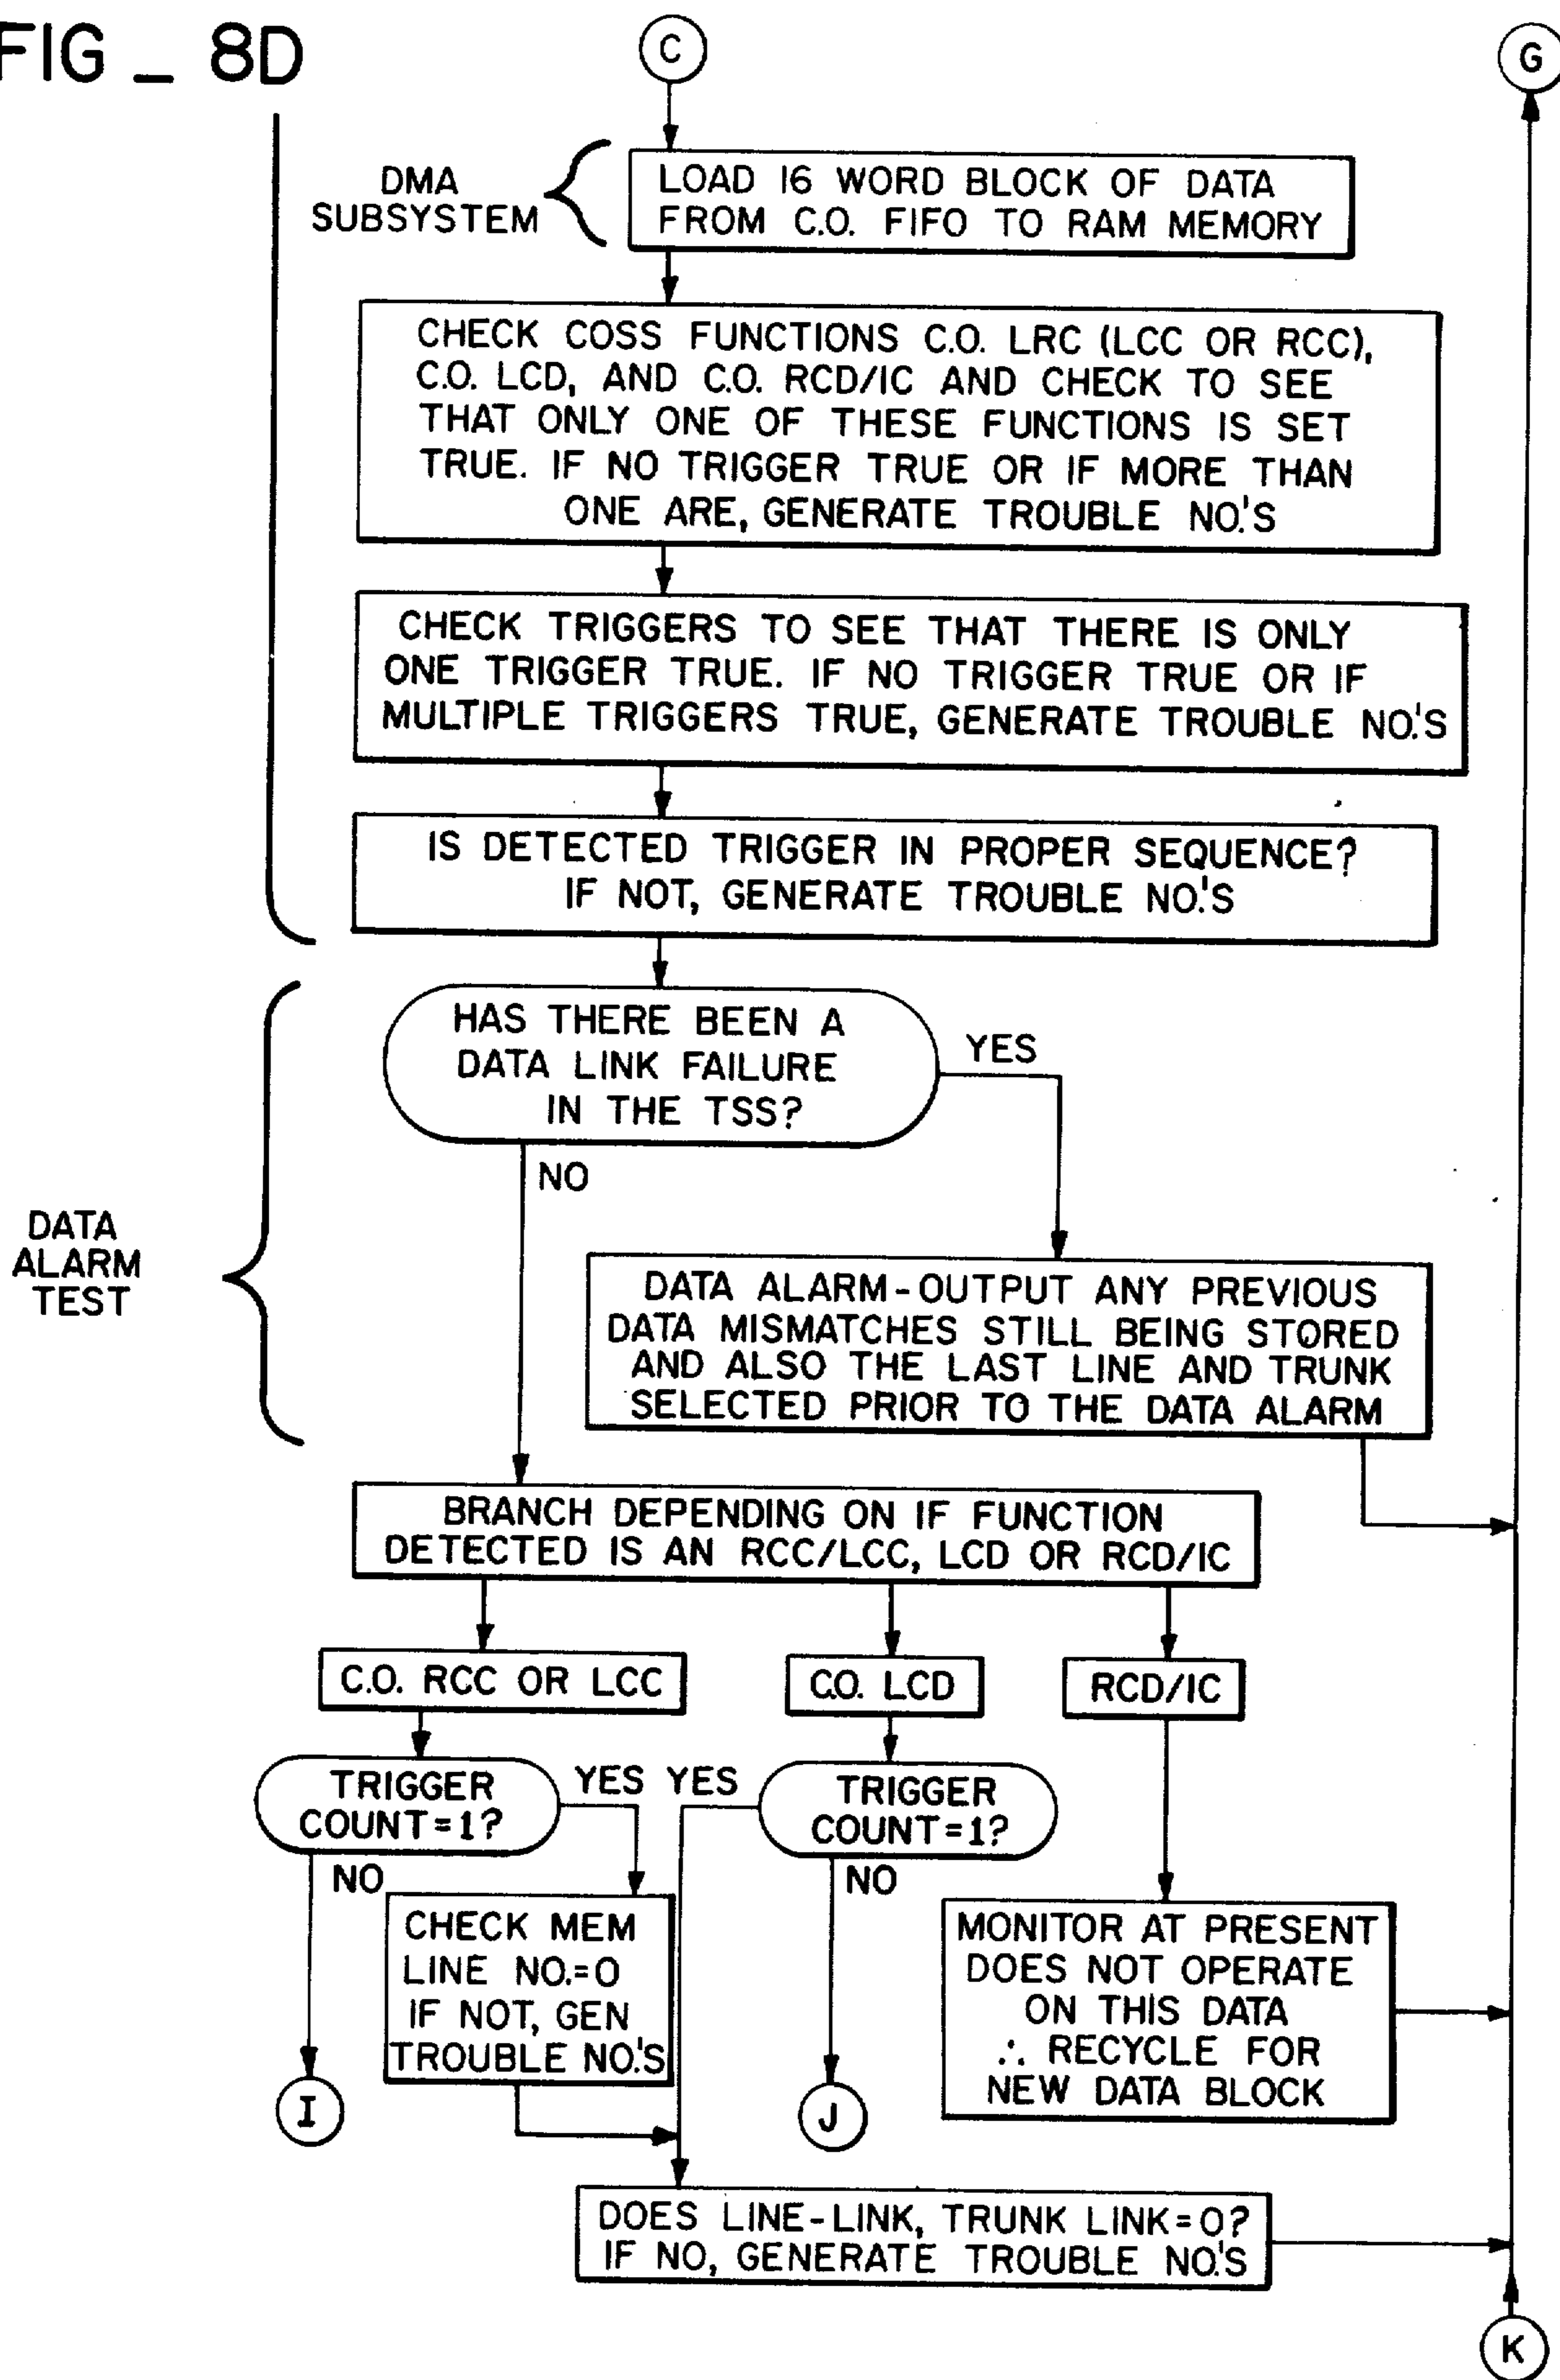 FIG _ 8D
C
G
DMA
SUBSYSTEM
LOAD 16 WORD BLOCK OF DATA
FROM C.O. FIFO TO RAM MEMORY
CHECK COSS FUNCTIONS C.O. LRC (LCC OR RCC),
C.O. LCD, AND C.O. RCD/IC AND CHECK TO SEE
THAT ONLY ONE OF THESE FUNCTIONS IS SET
TRUE. IF NO TRIGGER TRUE OR IF MORE THAN
ONE ARE, GENERATE TROUBLE NO.'S
CHECK TRIGGERS TO SEE THAT THERE IS ONLY
ONE TRIGGER TRUE. IF NO TRIGGER TRUE OR IF
MULTIPLE TRIGGERS TRUE, GENERATE TROUBLE NO.'S
IS DETECTED TRIGGER IN PROPER SEQUENCE?
IF NOT, GENERATE TROUBLE NO.'S
HAS THERE BEEN A
DATA LINK FAILURE
IN THE TSS?
YES
NO
DATA
ALARM
TEST
DATA ALARM-OUTPUT ANY PREVIOUS
DATA MISMATCHES STILL BEING STORED
AND ALSO THE LAST LINE AND TRUNK
SELECTED PRIOR TO THE DATA ALARM
BRANCH DEPENDING ON IF FUNCTION
DETECTED IS AN RCC/LCC, LCD OR RCD/IC
C.O. RCC OR LCC
C.O. LCD
RCD/IC
TRIGGER
COUNT=1?
YES
YES
TRIGGER
COUNT=1?
NO
NO
CHECK MEM
LINE NO.=0
IF NOT, GEN
TROUBLE NO.'S
MONITOR AT PRESENT
DOES NOT OPERATE
ON THIS DATA
∴ RECYCLE FOR
NEW DATA BLOCK
I
J
DOES LINE-LINK, TRUNK LINK=0?
IF NO, GENERATE TROUBLE NO.'S
K